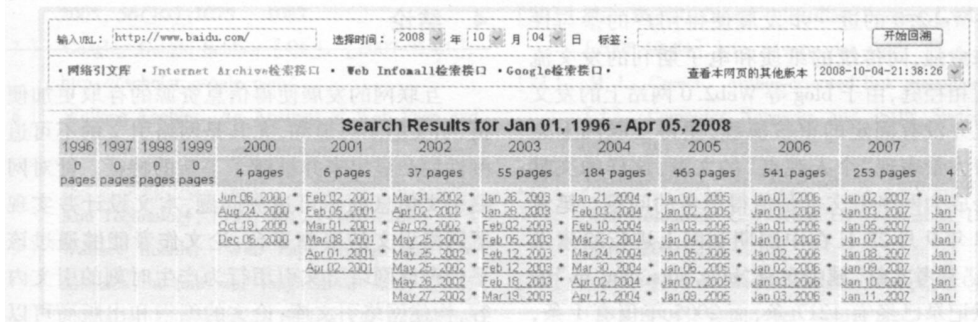 输入URL: http://www.baidu.com/ 选择时间: 2008 年 10 月 04 日 标签: 开始回溯
·网络引文库 ·Internet Archive检索接口 · Web Infomall检索接口 ·Google检索接口· 查看本网页的其他版本 2008-10-04-21:38:26
Search Results for Jan 01, 1996 - Apr 05, 2008
1996 1997 1998 1999 2000 2001 2002 2003 2004 2005 2006 2007
0 pages 0 pages 0 pages 0 pages 4 pages 6 pages 37 pages 55 pages 184 pages 463 pages 541 pages 253 pages 4
Jun 06, 2000 * Feb 02, 2001 * Mar 31, 2002 * Jan 26, 2003 * Jan 21, 2004 * Jan 01, 2005 * Jan 01, 2006 * Jan 02, 2007 *
Aug 24, 2000 * Feb 05, 2001 * Apr 02, 2002 * Jan 28, 2003 Feb 03, 2004 * Jan 02, 2005 Jan 01, 2006 Jan 05, 2007
Oct 19, 2000 * Mar 01, 2001 * Apr 02, 2002 Feb 02, 2003 * Feb 10, 2004 Jan 03, 2005 Jan 01, 2006 Jan 07, 2007
Dec 06, 2000 * Mar 08, 2001 * May 25, 2002 * Feb 05, 2003 * Mar 23, 2004 * Jan 04, 2005 Jan 07, 2007
Apr 01, 2001 May 25, 2002 Feb 12, 2003 Mar 24, 2004 Jan 05, 2005 Jan 08, 2007
Apr 02, 2001 May 25, 2002 Feb 12, 2003 Mar 30, 2004 Jan 06, 2005 Jan 02, 2006 Jan 09, 2007
May 26, 2002 Feb 18, 2003 Apr 02, 2004 Jan 07, 2005 Jan 03, 2006 Jan 10, 2007
May 27, 2002 * Mar 19, 2003 Apr 12, 2004 Jan 09, 2005 Jan 03, 2006 * Jan 11, 2007